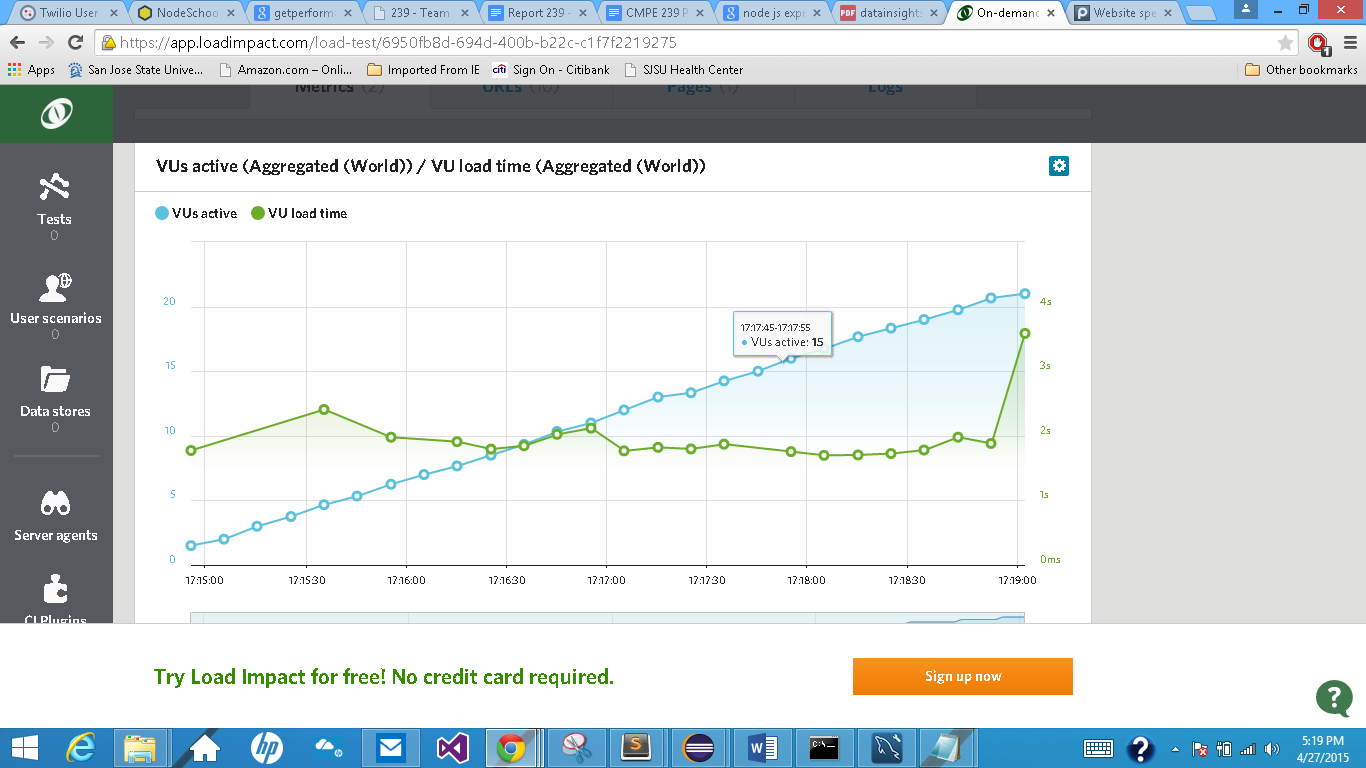 Twilio User
NodeSchoo
getperform
239 - Team
Report 239 -
CMPE 239 P
node js exp
datainsight
On-deman
Website spe
https://app.loadimpact.com/load-test/6950fb8d-694d-400b-b22c-c1f7f2219275
Apps
San Jose State Unive...
Amazon.com – Onli...
Imported From IE
citi
Sign On - Citibank
SJSU Health Center
Other bookmarks
Metrics (2)
URLs (10)
Pages (1)
Logs
Tests
0
User scenarios
0
Data stores
0
Server agents
CI Plugins
VUs active (Aggregated (World)) / VU load time (Aggregated (World))
VUs active
VU load time
20
15
10
5
0
4s
3s
2s
1s
0ms
17:17:45-17:17:55
VUs active: 15
17:15:00
17:15:30
17:16:00
17:16:30
17:17:00
17:17:30
17:18:00
17:18:30
17:19:00
Try Load Impact for free! No credit card required.
Sign up now
?
5:19 PM
4/27/2015